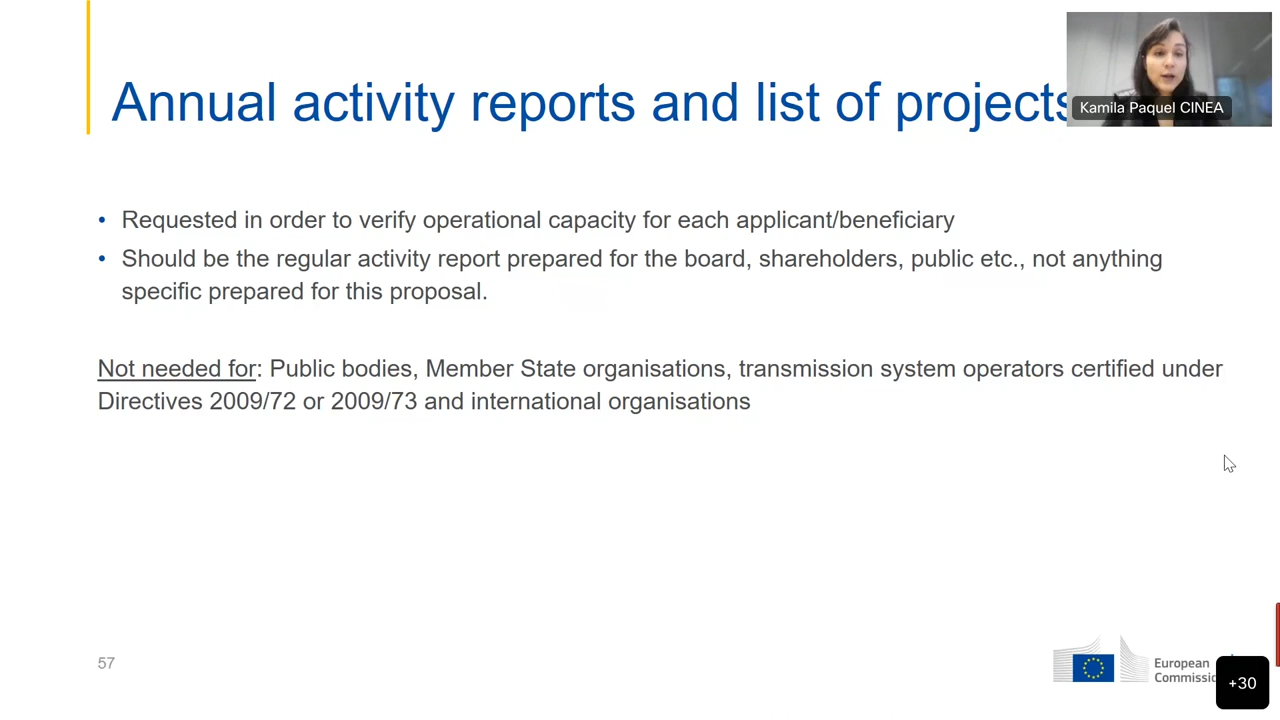 Annual activity reports and list of projects
Kamila Paquel CINEA
• Requested in order to verify operational capacity for each applicant/beneficiary
• Should be the regular activity report prepared for the board, shareholders, public etc., not anything
specific prepared for this proposal.
Not needed for: Public bodies, Member State organisations, transmission system operators certified under
Directives 2009/72 or 2009/73 and international organisations
57
European
Commissi
+30